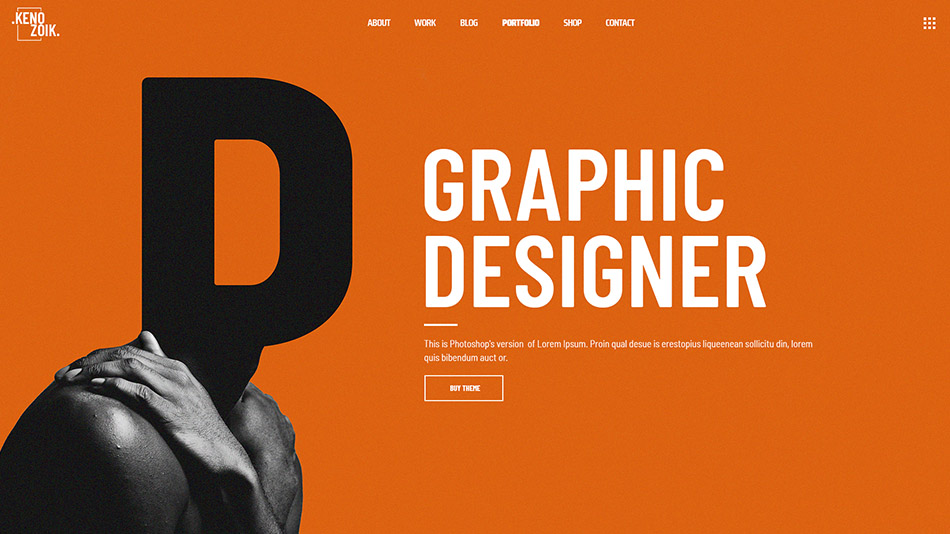 .KENO
ZOIK.
ABOUT WORK BLOG PORTFOLIO SHOP CONTACT
D
GRAPHIC
DESIGNER
This is Photoshop's version of Lorem Ipsum. Proin qual desue is erestopius liqueenean sollicitu din, lorem
quis bibendum auct or.
BUY THEME